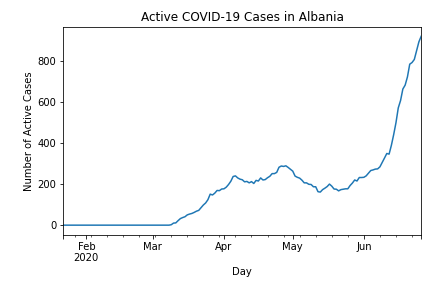 Active COVID-19 Cases in Albania
Number of Active Cases
800
600
400
200
0
Feb
2020
Mar
Apr
May
Jun
Day